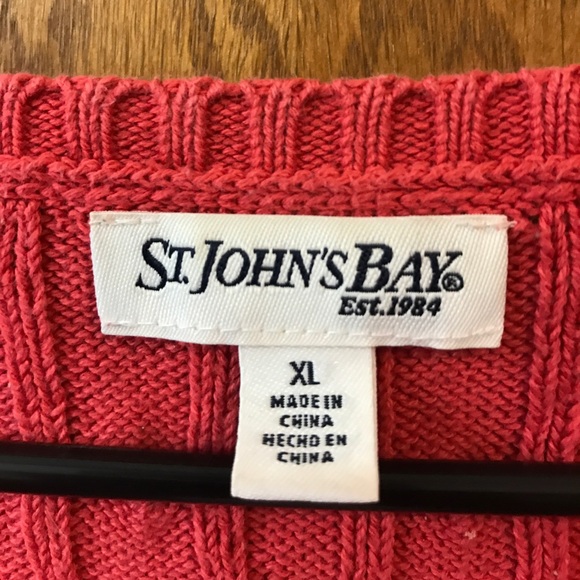 ST. JOHN'S BAY®
Est. 1984
XL
MADE IN
CHINA
HECHO EN
CHINA